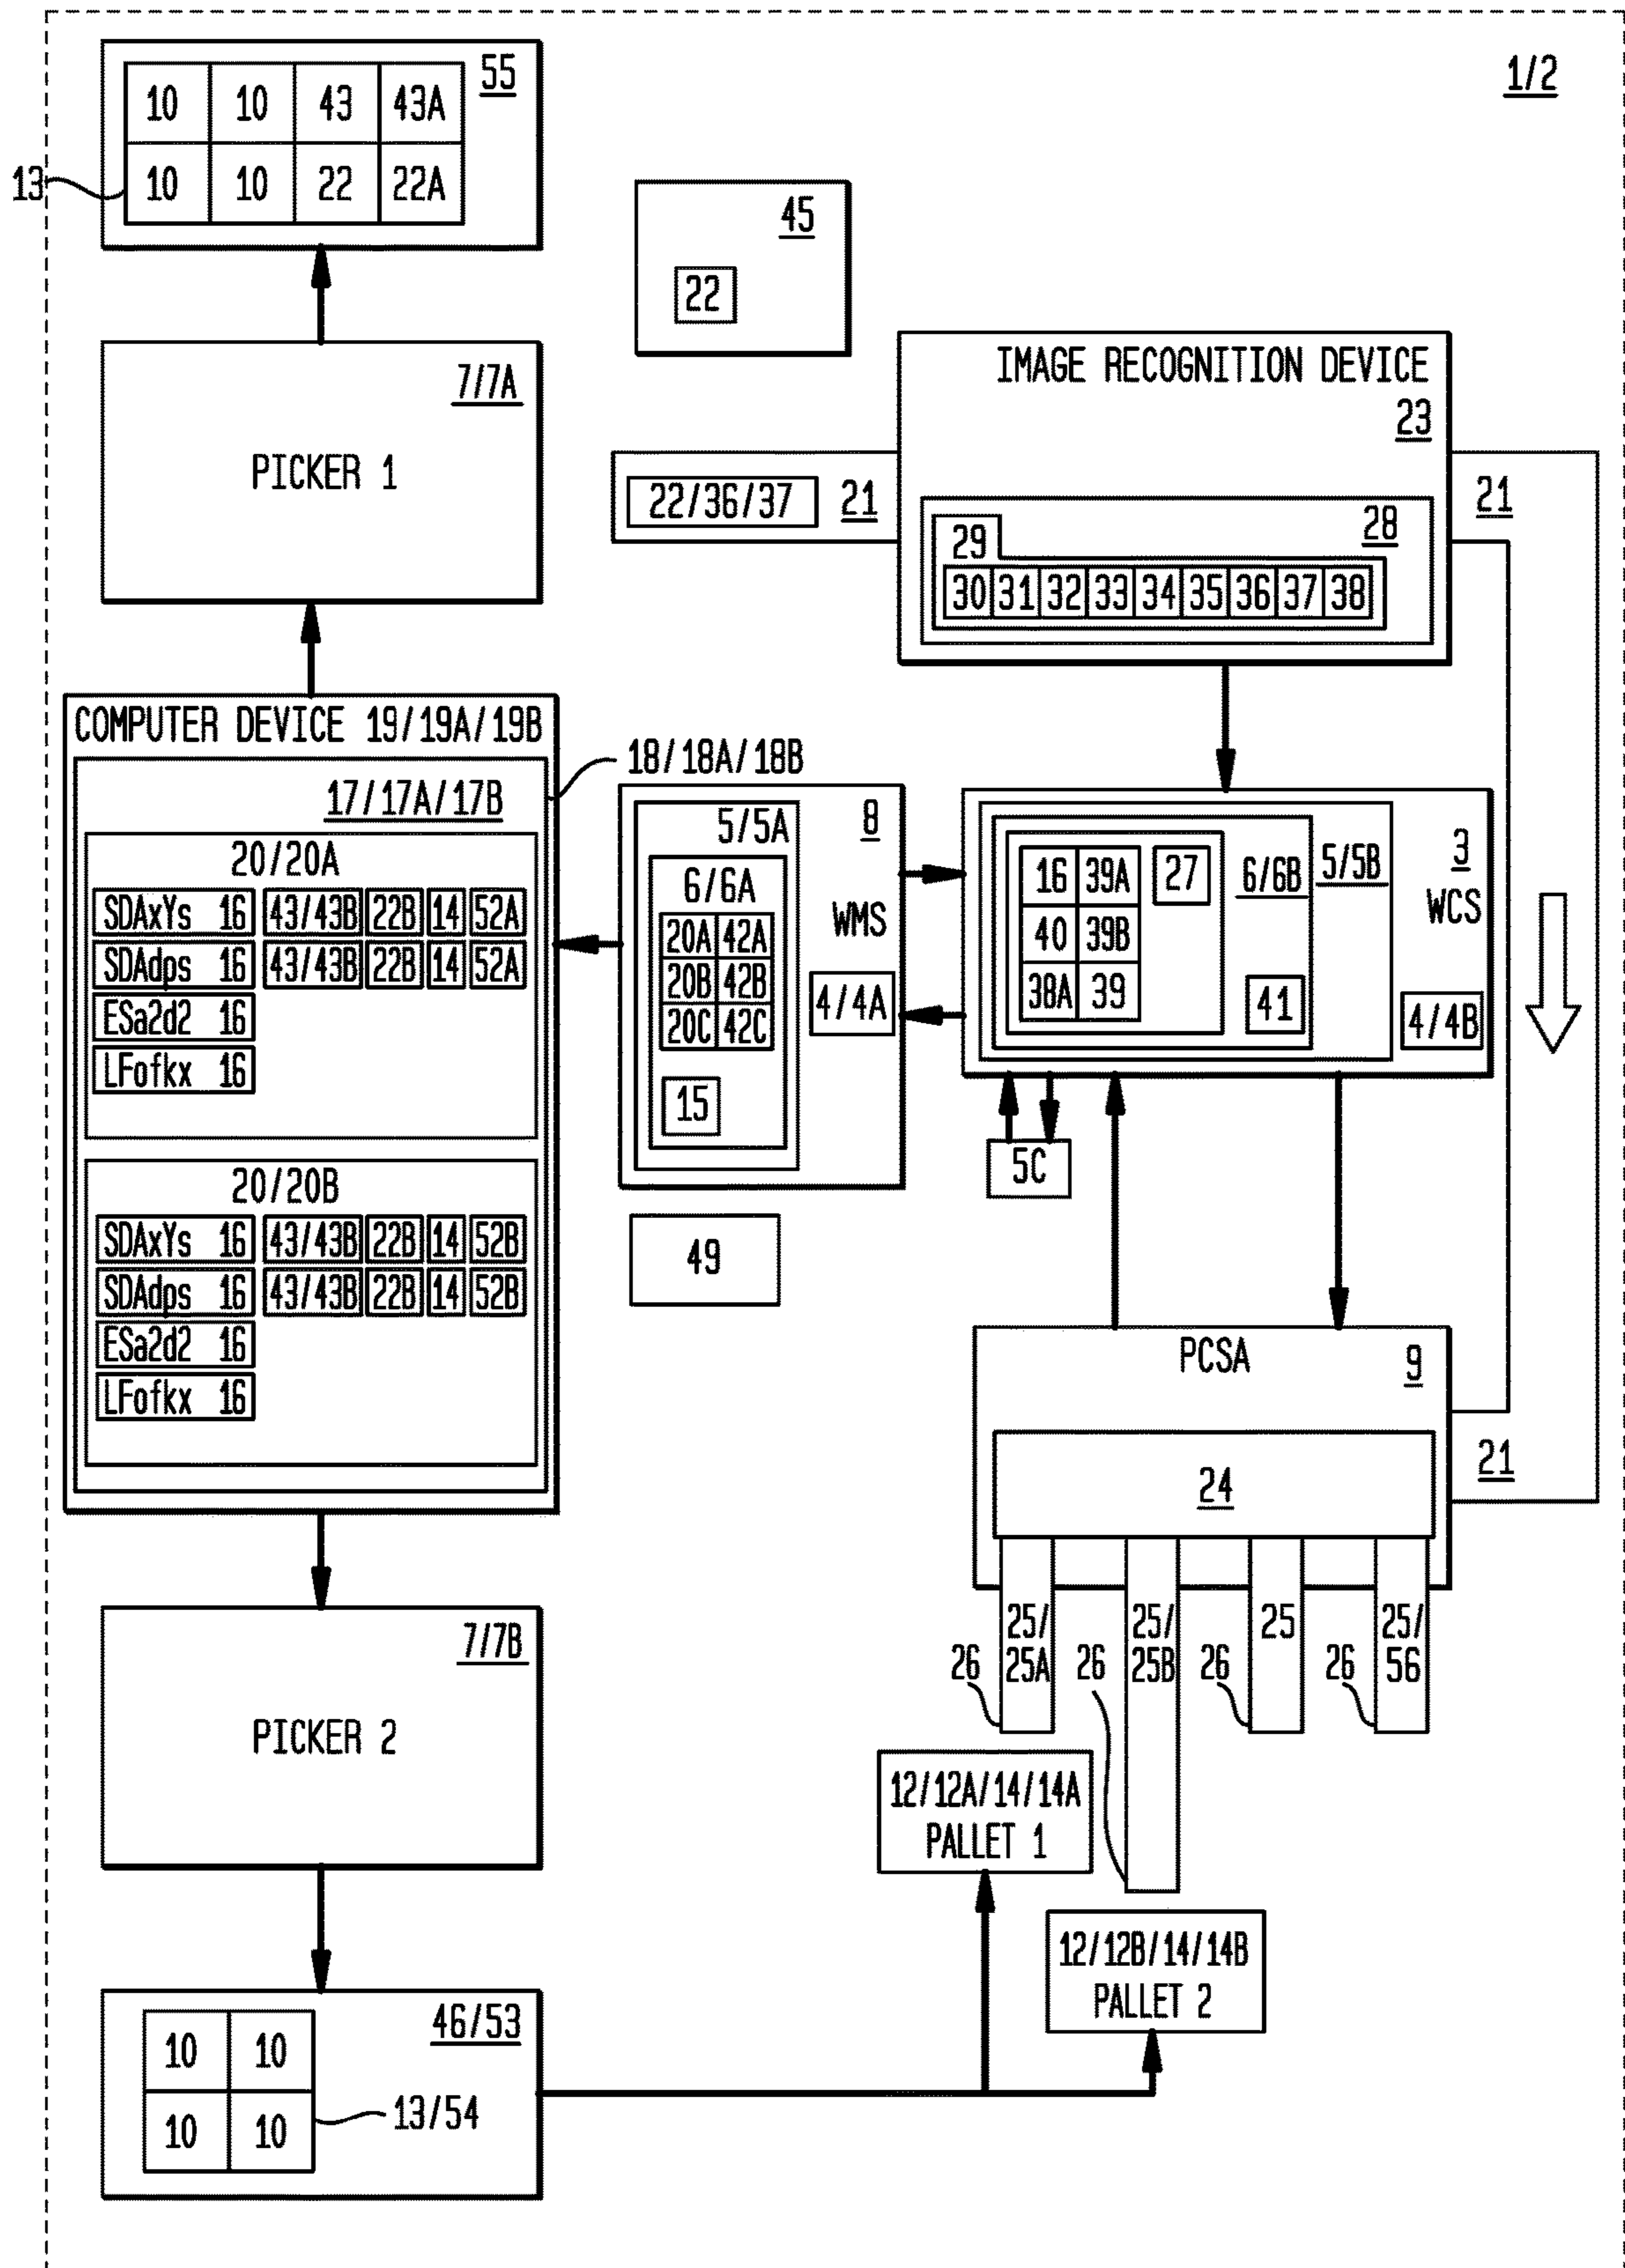 1/2
55
10 10 43 43A
10 10 22 22A
13
45
22
7/7A
PICKER 1
IMAGE RECOGNITION DEVICE
23
22/36/37 21
21
28
29
30 31 32 33 34 35 36 37 38
COMPUTER DEVICE 19/19A/19B
18/18A/18B
17/17A/17B
20/20A
SDAxYs 16 43/43B 22B 14 52A
SDAdps 16 43/43B 22B 14 52A
ESa2d2 16
LFofkx 16
20/20B
SDAxYs 16 43/43B 22B 14 52B
SDAdps 16 43/43B 22B 14 52B
ESa2d2 16
LFofkx 16
5/5A
8
6/6A
WMS
20A 42A
20B 42B
20C 42C
4/4A
15
49
3
WCS
5/5B
6/6B
16 39A 27
40 39B
38A 39
41
4/4B
5C
PCSA
9
24
21
25/
25A
25/
25B
25
25/
56
26 26 26 26
7/7B
PICKER 2
12/12A/14/14A
PALLET 1
12/12B/14/14B
PALLET 2
46/53
10 10
10 10
13/54